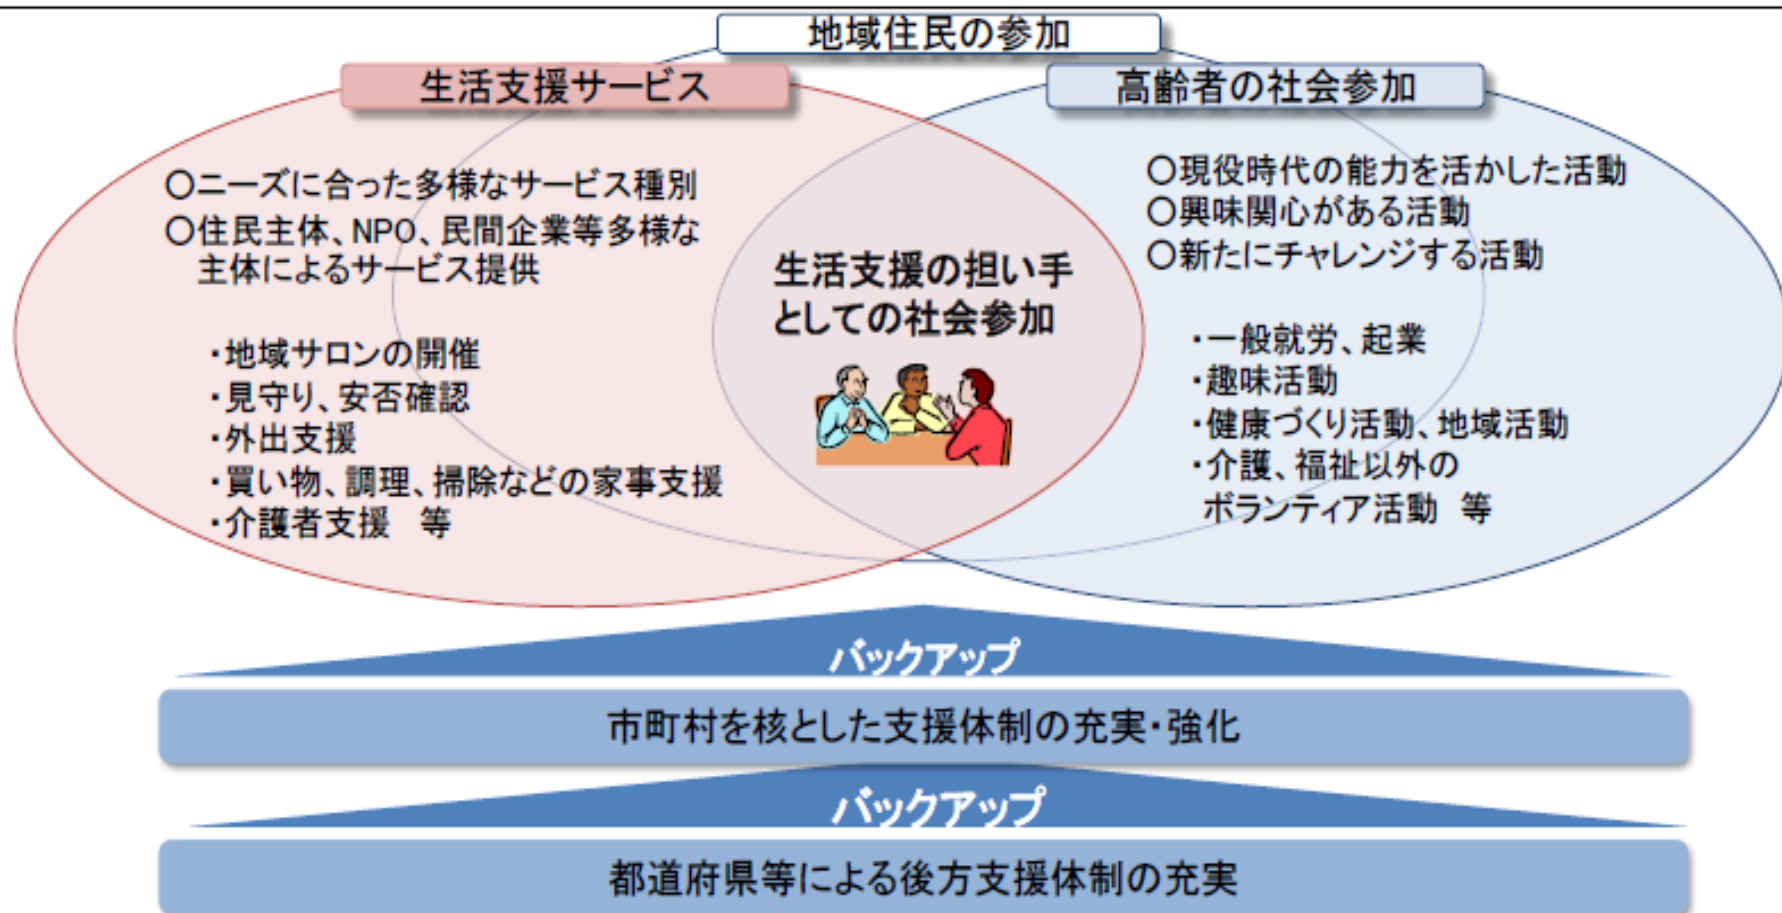 地域住民の参加
生活支援サービス
〇ニーズに合った多様なサービス種別
〇住民主体、NPO、民間企業等多様な
主体によるサービス提供
・地域サロンの開催
・見守り、安否確認
・外出支援
・買い物、調理、掃除などの家事支援
・介護者支援　等
生活支援の担い手
としての社会参加
高齢者の社会参加
〇現役時代の能力を活かした活動
〇興味関心がある活動
〇新たにチャレンジする活動
・一般就労、起業
・趣味活動
・健康づくり活動、地域活動
・介護、福祉以外の
ボランティア活動　等
バックアップ
市町村を核とした支援体制の充実・強化
バックアップ
都道府県等による後方支援体制の充実